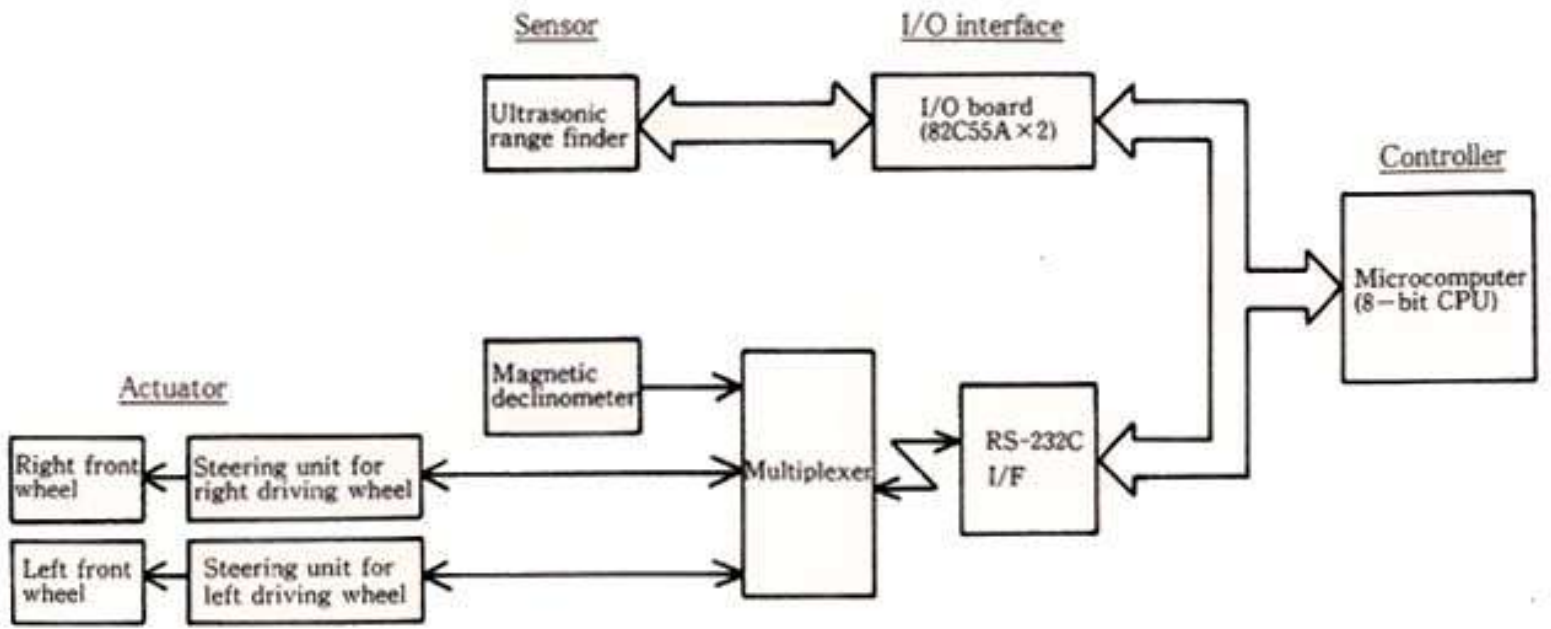 Sensor
I/O interface
Ultrasonic
range finder
I/O board
(82C55A×2)
Controller
Microcomputer
(8-bit CPU)
Magnetic
declinometer
Actuator
Multiplexer
RS-232C
I/F
Right front
wheel
Steering unit for
right driving wheel
Left front
wheel
Steering unit for
left driving wheel